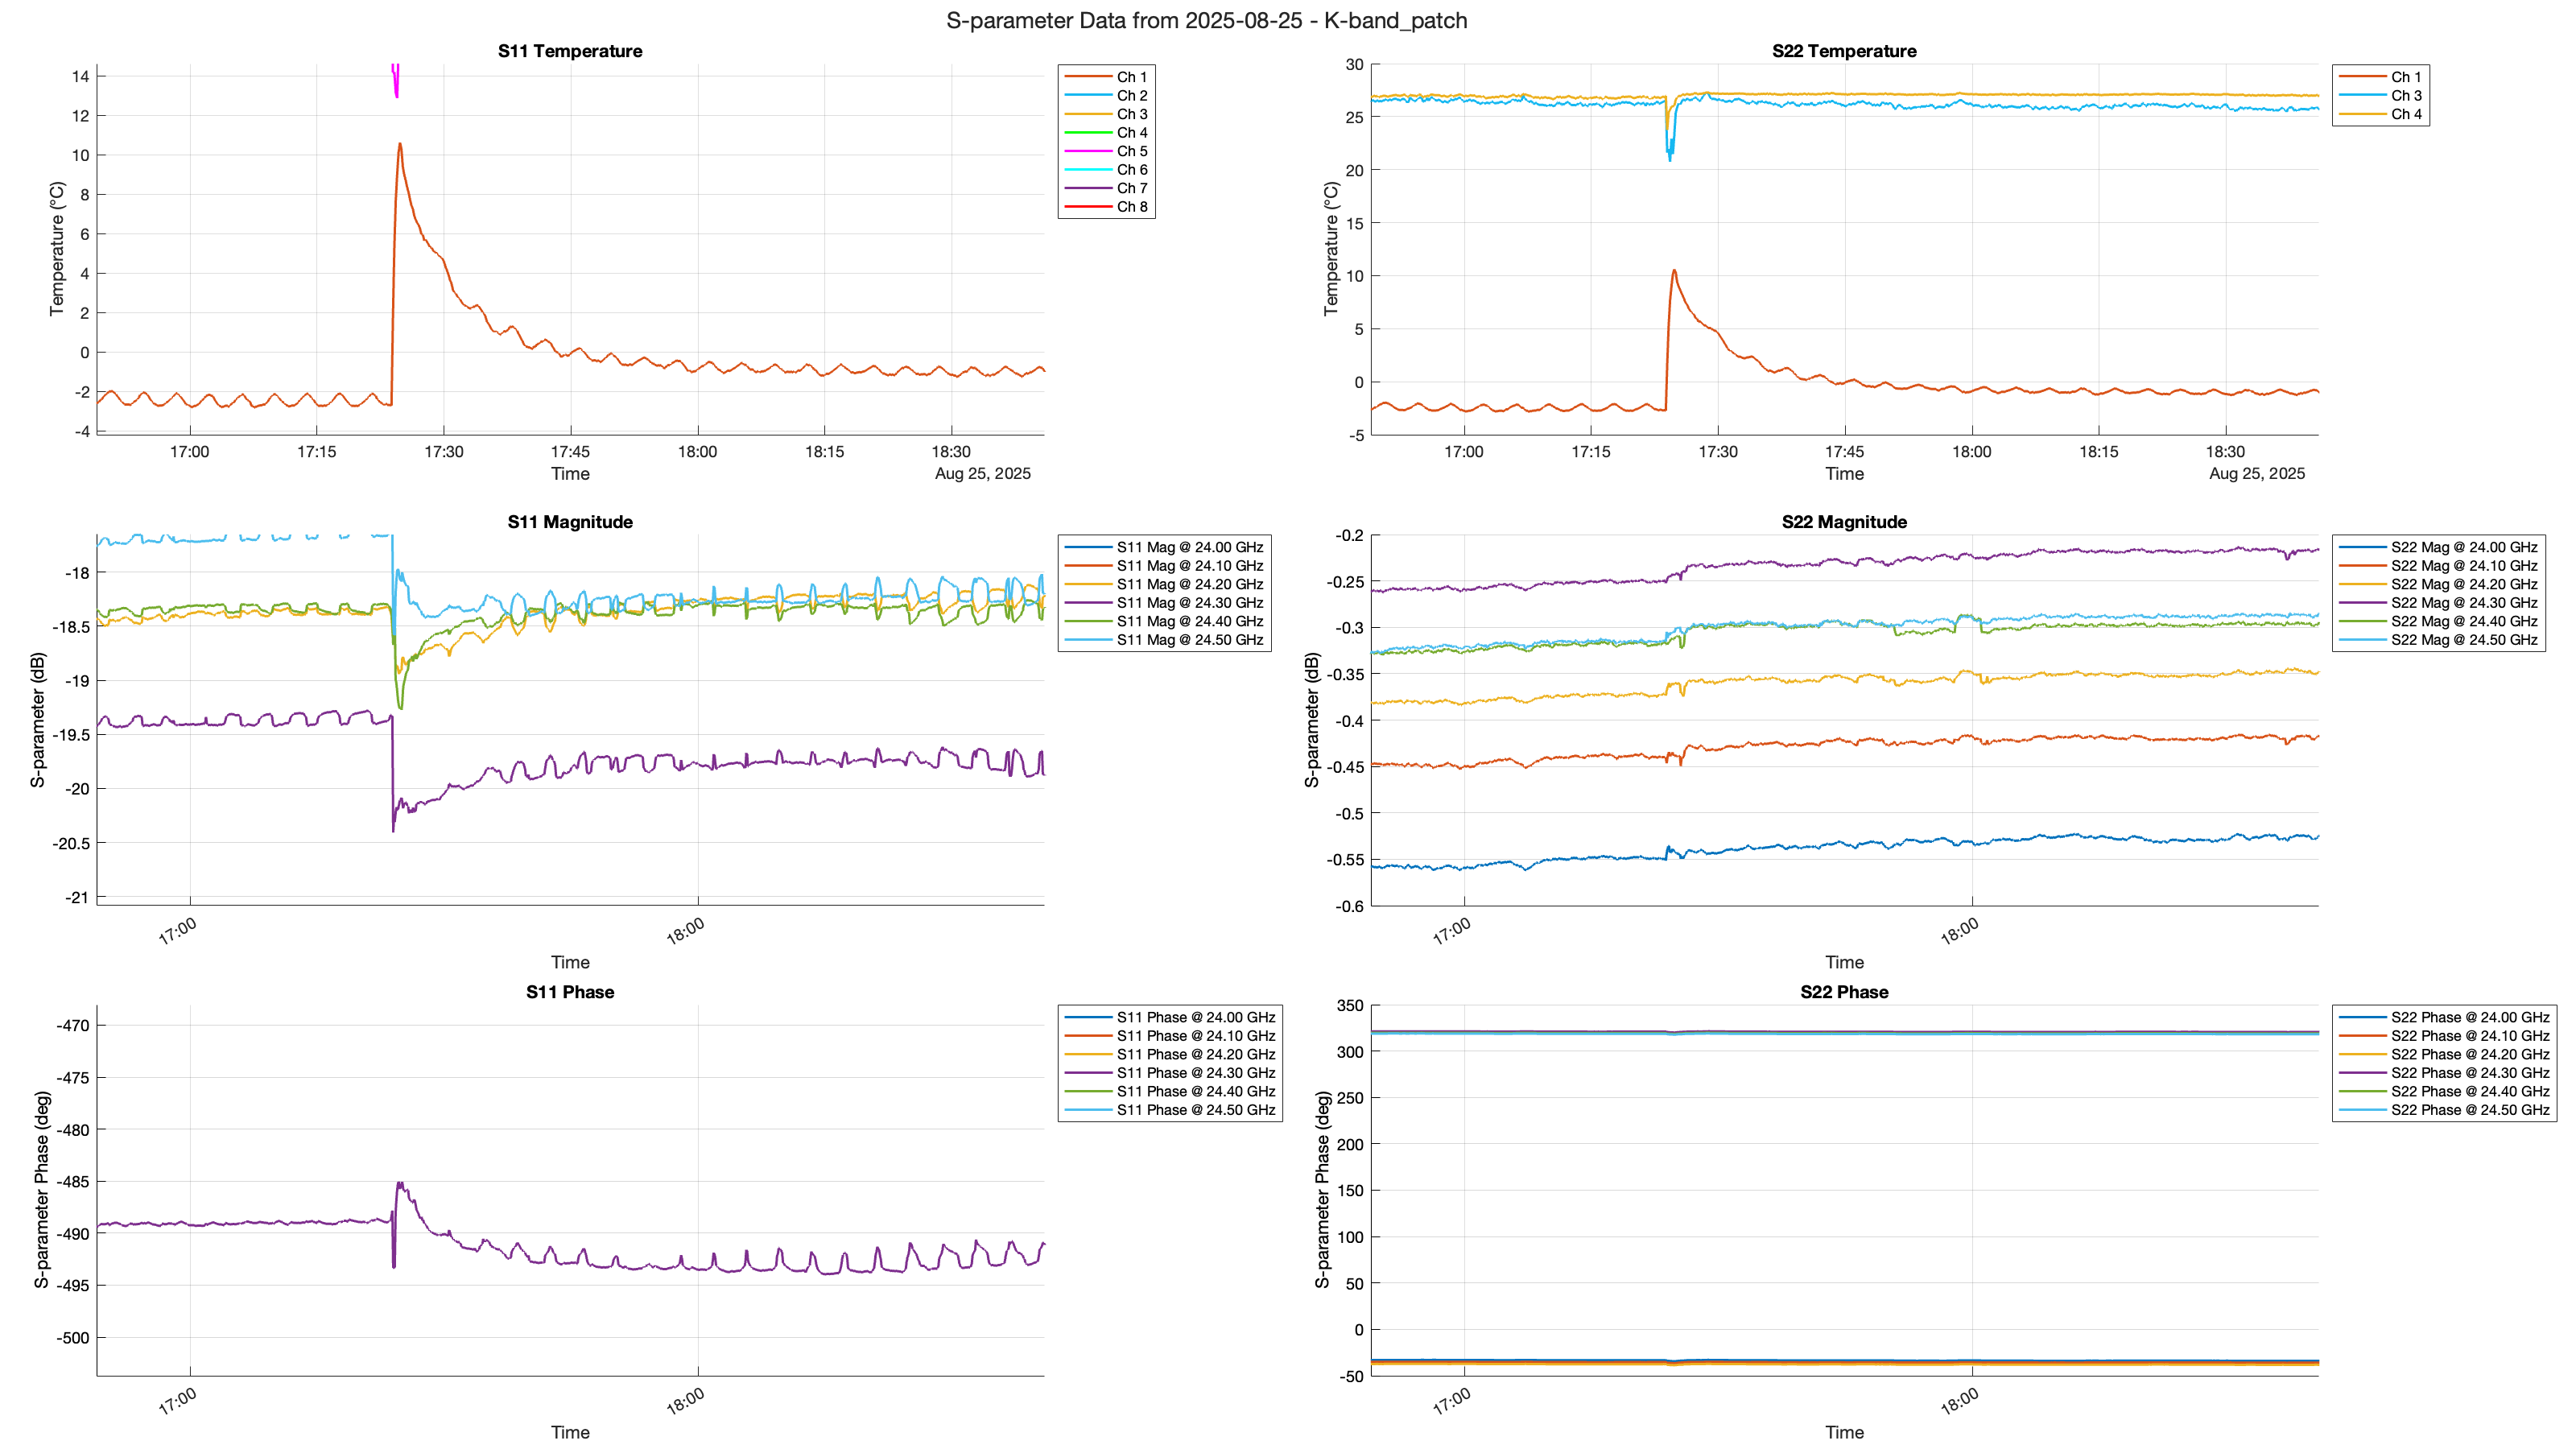 S-parameter Data from 2025-08-25 - K-band_patch
S11 Temperature
14
12
10
8
6
4
2
0
-2
-4
Temperature (°C)
17:00
17:15
17:30
17:45
18:00
18:15
18:30
Time
Aug 25, 2025
Ch 1
Ch 2
Ch 3
Ch 4
Ch 5
Ch 6
Ch 7
Ch 8
S22 Temperature
30
25
20
15
10
5
0
-5
Temperature (°C)
17:00
17:15
17:30
17:45
18:00
18:15
18:30
Time
Aug 25, 2025
Ch 1
Ch 3
Ch 4
S11 Magnitude
-18
-18.5
-19
-19.5
-20
-20.5
-21
S-parameter (dB)
17:00
18:00
Time
S11 Mag @ 24.00 GHz
S11 Mag @ 24.10 GHz
S11 Mag @ 24.20 GHz
S11 Mag @ 24.30 GHz
S11 Mag @ 24.40 GHz
S11 Mag @ 24.50 GHz
S22 Magnitude
-0.2
-0.25
-0.3
-0.35
-0.4
-0.45
-0.5
-0.55
-0.6
S-parameter (dB)
17:00
18:00
Time
S22 Mag @ 24.00 GHz
S22 Mag @ 24.10 GHz
S22 Mag @ 24.20 GHz
S22 Mag @ 24.30 GHz
S22 Mag @ 24.40 GHz
S22 Mag @ 24.50 GHz
S11 Phase
-470
-475
-480
-485
-490
-495
-500
S-parameter Phase (deg)
17:00
18:00
Time
S11 Phase @ 24.00 GHz
S11 Phase @ 24.10 GHz
S11 Phase @ 24.20 GHz
S11 Phase @ 24.30 GHz
S11 Phase @ 24.40 GHz
S11 Phase @ 24.50 GHz
S22 Phase
350
300
250
200
150
100
50
0
-50
S-parameter Phase (deg)
17:00
18:00
Time
S22 Phase @ 24.00 GHz
S22 Phase @ 24.10 GHz
S22 Phase @ 24.20 GHz
S22 Phase @ 24.30 GHz
S22 Phase @ 24.40 GHz
S22 Phase @ 24.50 GHz